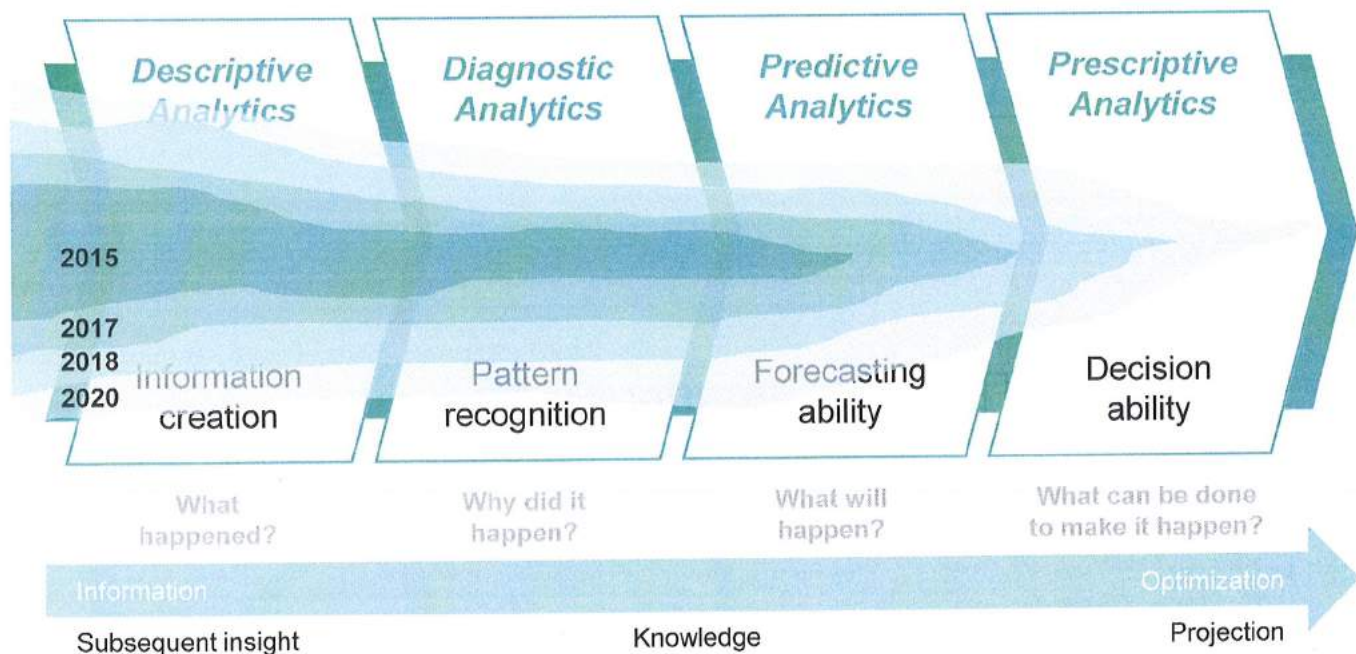 Descriptive
Analytics
Diagnostic
Analytics
Predictive
Analytics
Prescriptive
Analytics
2015
2017
2018
2020
Information
creation
Pattern
recognition
Forecasting
ability
Decision
ability
What
happened?
Why did it
happen?
What will
happen?
What can be done
to make it happen?
Information
Optimization
Subsequent insight
Knowledge
Projection